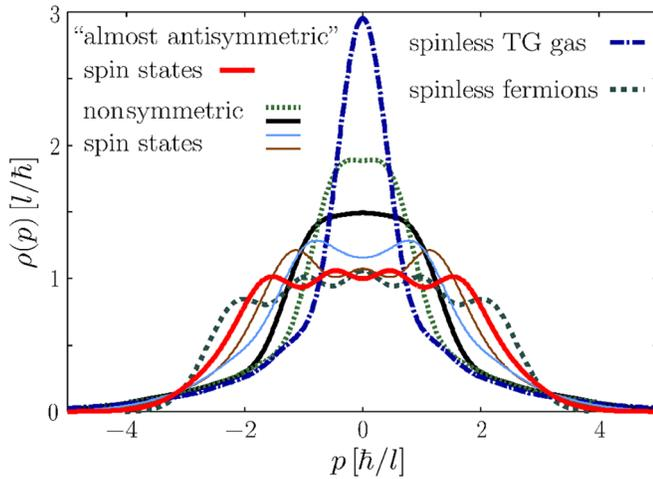 3
2
1
0
ρ(p) [l/ħ]
“almost antisymmetric”
spin states
nonsymmetric
spin states
spinless TG gas
spinless fermions
−4
−2
0
2
4
p [ħ/l]